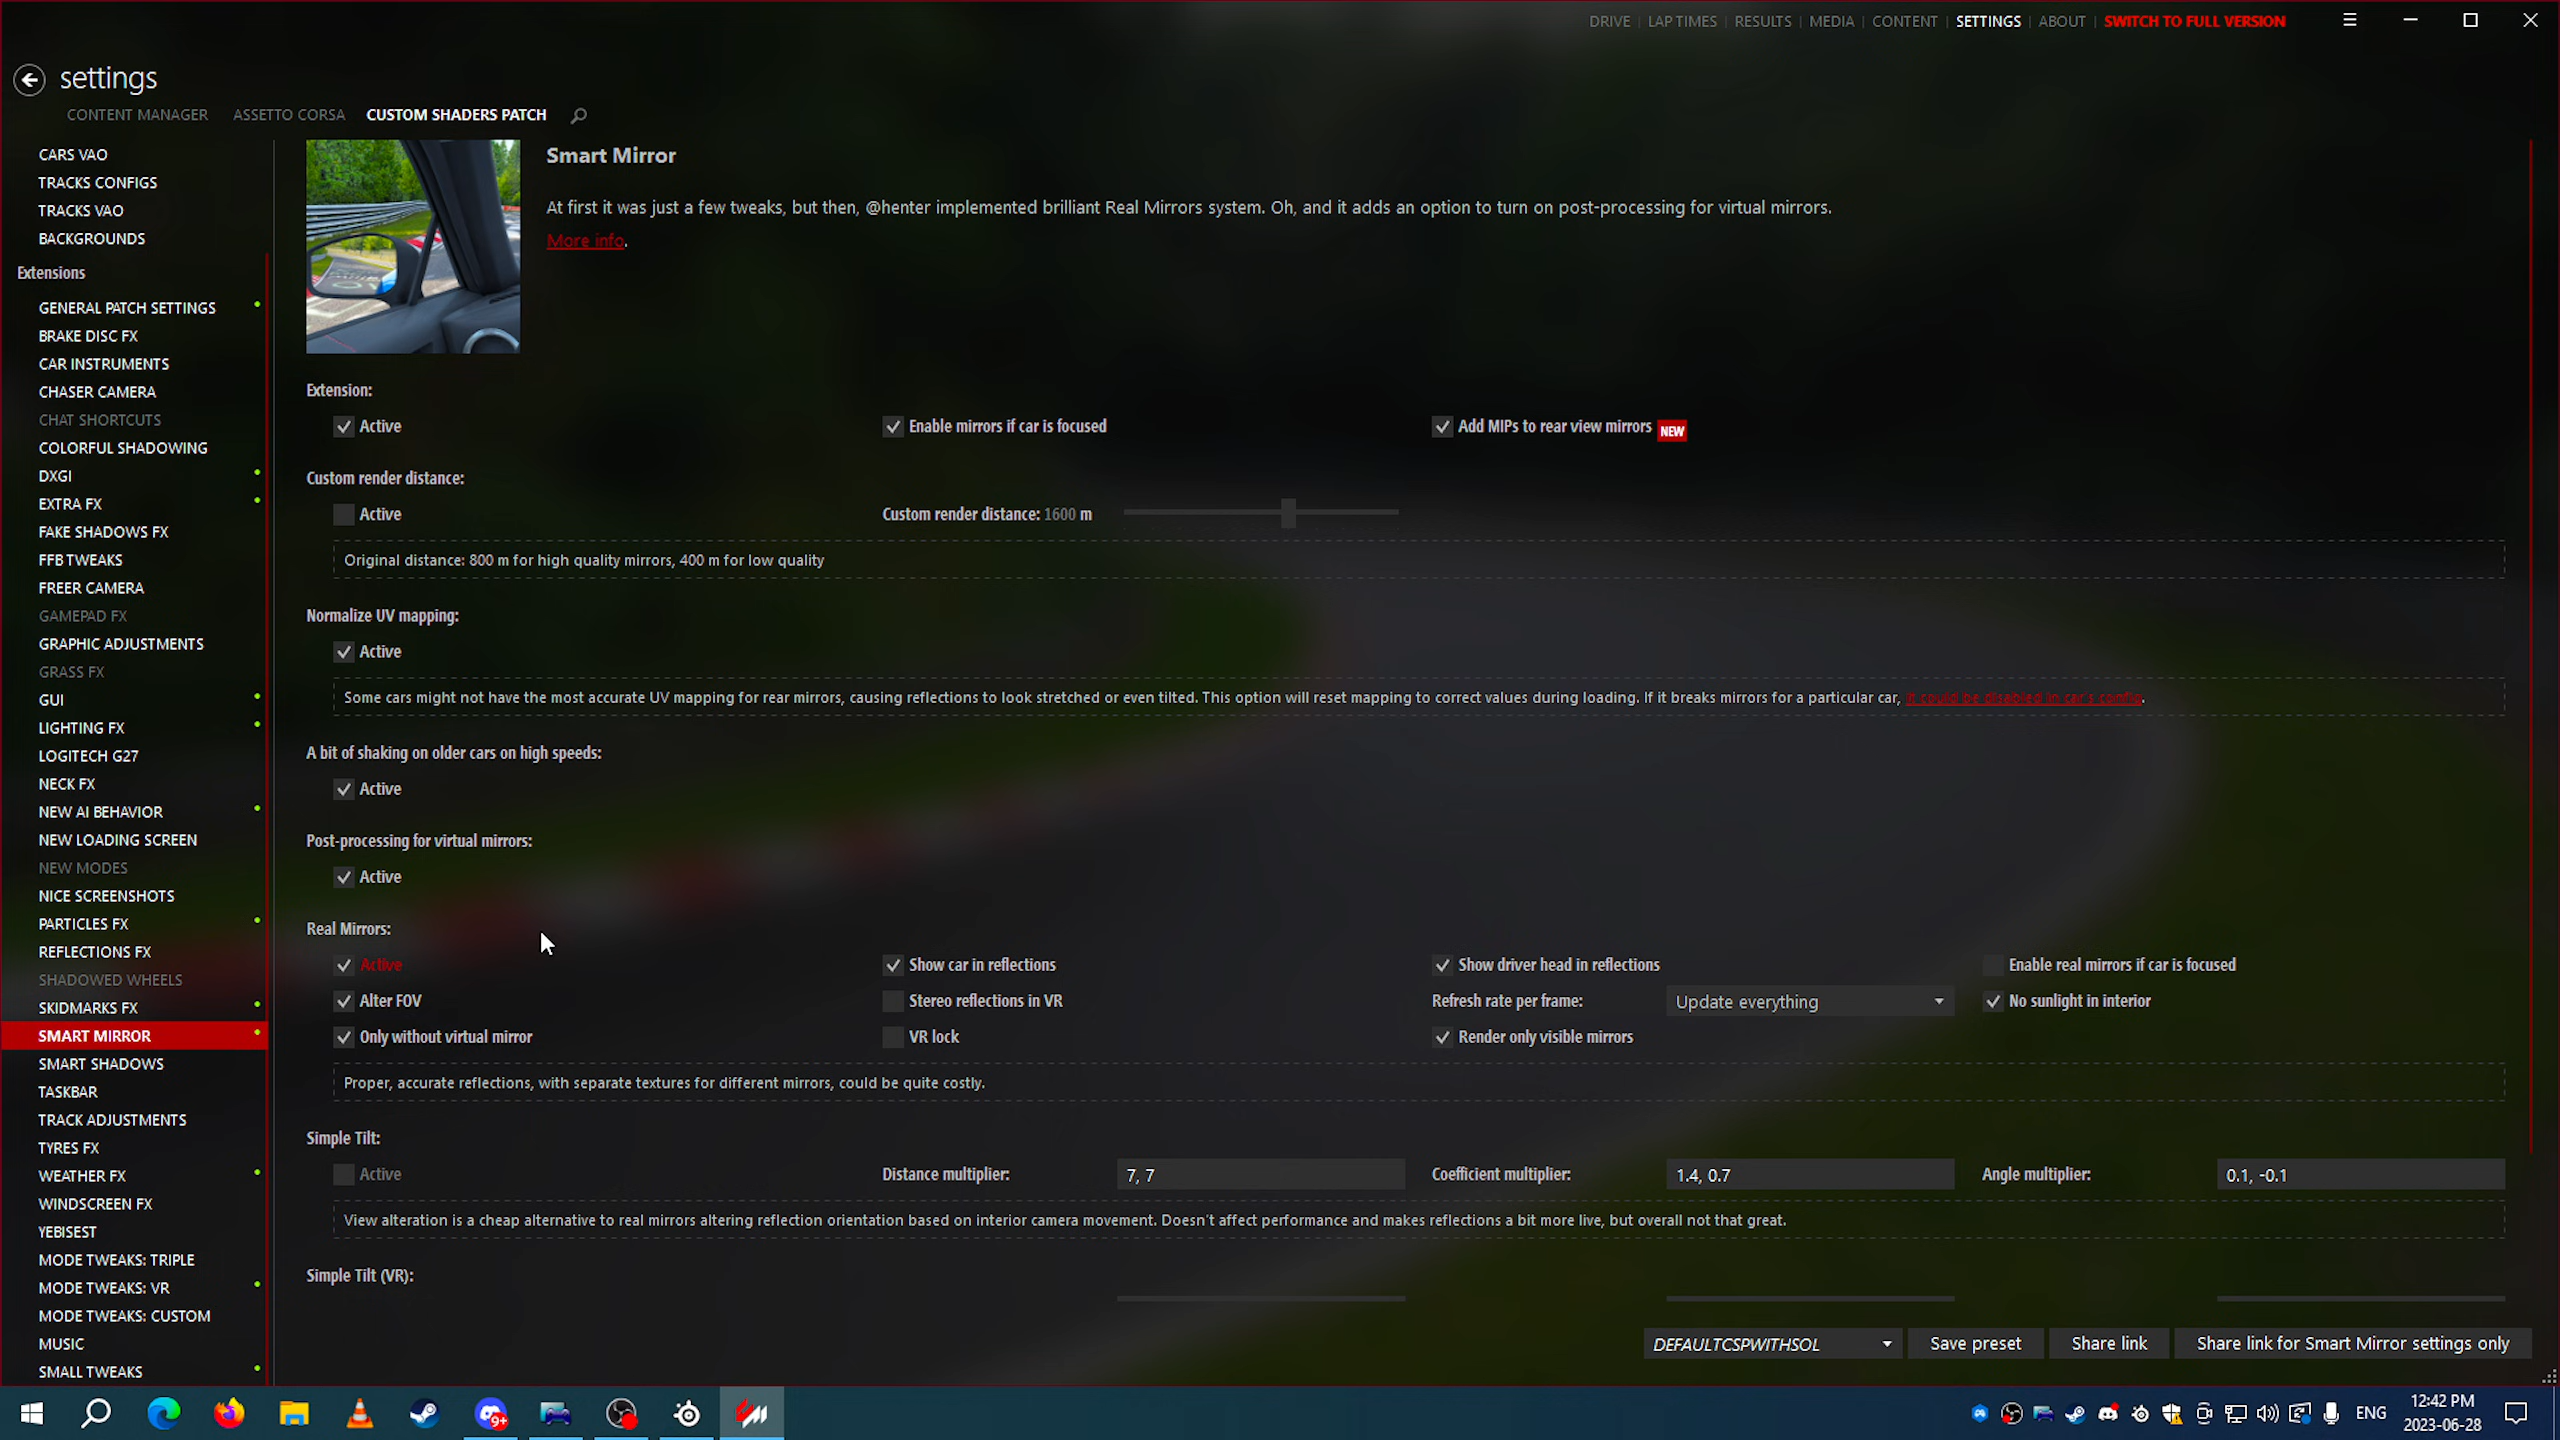 DRIVE | LAP TIMES | RESULTS | MEDIA | CONTENT | SETTINGS | ABOUT | SWITCH TO FULL VERSION
settings
CONTENT MANAGER ASSETTO CORSA CUSTOM SHADERS PATCH
CARS VAO
TRACKS CONFIGS
TRACKS VAO
BACKGROUNDS
Extensions
GENERAL PATCH SETTINGS
BRAKE DISC FX
CAR INSTRUMENTS
CHASER CAMERA
CHAT SHORTCUTS
COLORFUL SHADOWING
DXGI
EXTRA FX
FAKE SHADOWS FX
FFB TWEAKS
FREER CAMERA
GAMEPAD FX
GRAPHIC ADJUSTMENTS
GRASS FX
GUI
LIGHTING FX
LOGITECH G27
NECK FX
NEW AI BEHAVIOR
NEW LOADING SCREEN
NEW MODES
NICE SCREENSHOTS
PARTICLES FX
REFLECTIONS FX
SHADOWED WHEELS
SKIDMARKS FX
SMART MIRROR
SMART SHADOWS
TASKBAR
TRACK ADJUSTMENTS
TYRES FX
WEATHER FX
WINDSCREEN FX
YEBISEST
MODE TWEAKS: TRIPLE
MODE TWEAKS: VR
MODE TWEAKS: CUSTOM
MUSIC
SMALL TWEAKS
Smart Mirror
At first it was just a few tweaks, but then, @henter implemented brilliant Real Mirrors system. Oh, and it adds an option to turn on post-processing for virtual mirrors.
More info.
Extension:
Active Enable mirrors if car is focused Add MIPs to rear view mirrors NEW
Custom render distance:
Active Custom render distance: 1600 m
Original distance: 800 m for high quality mirrors, 400 m for low quality
Normalize UV mapping:
Active
Some cars might not have the most accurate UV mapping for rear mirrors, causing reflections to look stretched or even tilted. This option will reset mapping to correct values during loading. If it breaks mirrors for a particular car, it could be disabled in car's config.
A bit of shaking on older cars on high speeds:
Active
Post-processing for virtual mirrors:
Active
Real Mirrors:
Active Show car in reflections Show driver head in reflections Enable real mirrors if car is focused
Alter FOV Stereo reflections in VR Refresh rate per frame: Update everything No sunlight in interior
Only without virtual mirror VR lock Render only visible mirrors
Proper, accurate reflections, with separate textures for different mirrors, could be quite costly.
Simple Tilt:
Active Distance multiplier: 7, 7 Coefficient multiplier: 1.4, 0.7 Angle multiplier: 0.1, -0.1
View alteration is a cheap alternative to real mirrors altering reflection orientation based on interior camera movement. Doesn't affect performance and makes reflections a bit more live, but overall not that great.
Simple Tilt (VR):
DEFAULTCSPWITHSOL Save preset Share link Share link for Smart Mirror settings only
9+
ENG
12:42 PM
2023-06-28